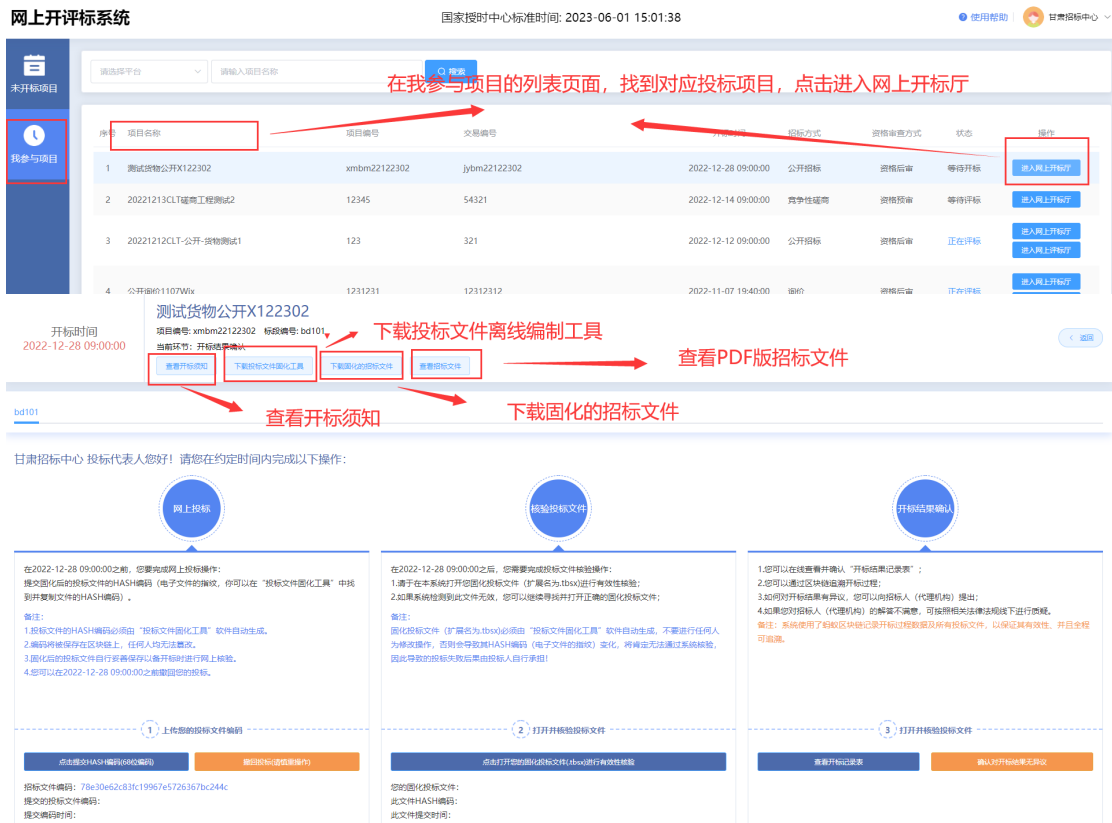 网上开评标系统
国家授时中心标准时间: 2023-06-01 15:01:38
使用帮助
甘肃招标中心
未开标项目
我参与项目
请选择平台
请输入项目名称
搜索
在我参与项目的列表页面，找到对应投标项目，点击进入网上开标厅
序号 项目名称 项目编号 交易编号 开标时间 招标方式 资格审查方式 状态 操作
1 测试货物公开X122302 xmbm22122302 jybm22122302 2022-12-28 09:00:00 公开招标 资格后审 等待开标 进入网上开标厅
2 20221213CLT磋商工程测试2 12345 54321 2022-12-14 09:00:00 竞争性磋商 资格预审 等待评标 进入网上开标厅
3 20221212CLT-公开-货物测试1 123 321 2022-12-12 09:00:00 公开招标 资格后审 正在评标 进入网上开标厅
进入网上评标厅
4 公开询价1107Wjx 1231231 12312312 2022-11-07 19:40:00 询价 资格后审 正在评标 进入网上开标厅
开标时间
2022-12-28 09:00:00
测试货物公开X122302
项目编号: xmbm22122302 标段编号: bd101
当前环节：开标结果确认
下载投标文件离线编制工具
查看开标须知
下载投标文件固化工具
下载固化的招标文件
查看招标文件
查看PDF版招标文件
返回
查看开标须知
下载固化的招标文件
bd101
甘肃招标中心 投标代表人您好！请您在约定时间内完成以下操作：
网上投标
在2022-12-28 09:00:00之前，您要完成网上投标操作：
提交固化后的投标文件的HASH编码（电子文件的指纹，你可以在“投标文件固化工具”中找
到并复制文件的HASH编码）。
备注：
1.投标文件的HASH编码必须由“投标文件固化工具”软件自动生成。
2.编码将被保存在区块链上，任何人均无法篡改。
3.固化后的投标文件自行妥善保存以备开标时进行网上核验。
4.您可以在2022-12-28 09:00:00之前撤回您的投标。
1 上传您的投标文件编码
点击提交HASH编码(68位编码)
撤回投标(请慎重操作)
招标文件编码：78e30e62c83fc19967e5726367bc244c
提交的投标文件编码：
提交编码时间：
核验投标文件
在2022-12-28 09:00:00之后，您需要完成投标文件核验操作：
1.请于在本系统打开您固化投标文件（扩展名为.tbsx)进行有效性核验；
2.如果系统检测到此文件无效，您可以继续寻找并打开正确的固化投标文件；
备注：
固化投标文件（扩展名为.tbsx)必须由“投标文件固化工具”软件自动生成，不要进行任何人
为修改操作，否则会导致其HASH编码（电子文件的指纹）变化，将肯定无法通过系统核验，
因此导致的投标失败后果由投标人自行承担！
2 打开并核验投标文件
点击打开您的固化投标文件(.tbsx)进行有效性核验
您的固化投标文件：
此文件HASH编码：
此文件提交时间：
开标结果确认
1.您可以在线查看并确认“开标结果记录表”；
2.您可以通过区块链追溯开标过程；
3.如何对开标结果有异议，您可以向招标人（代理机构）提出；
4.如果您对招标人（代理机构）的解答不满意，可按照相关法律法规线下进行质疑。
备注：系统使用了蚂蚁区块链记录开标过程数据及所有投标文件，以保证其有效性、并且全程
可追溯。
3 打开并核验投标文件
查看开标记录表
确认对开标结果无异议